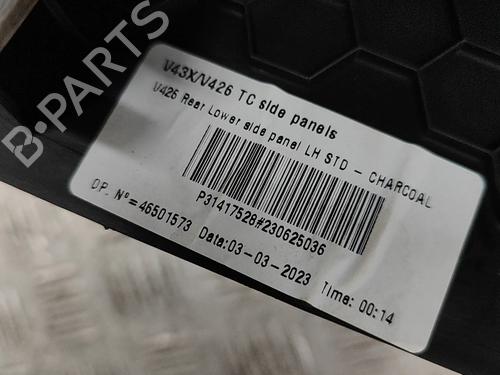 V43X/V426 TC side panels
V426 Rear Lower side panel LH STD - CHARCOAL
P31417528#230625036
OP. Nº=46501573 Data:03-03-2023 Time: 00:14
B-PARTS